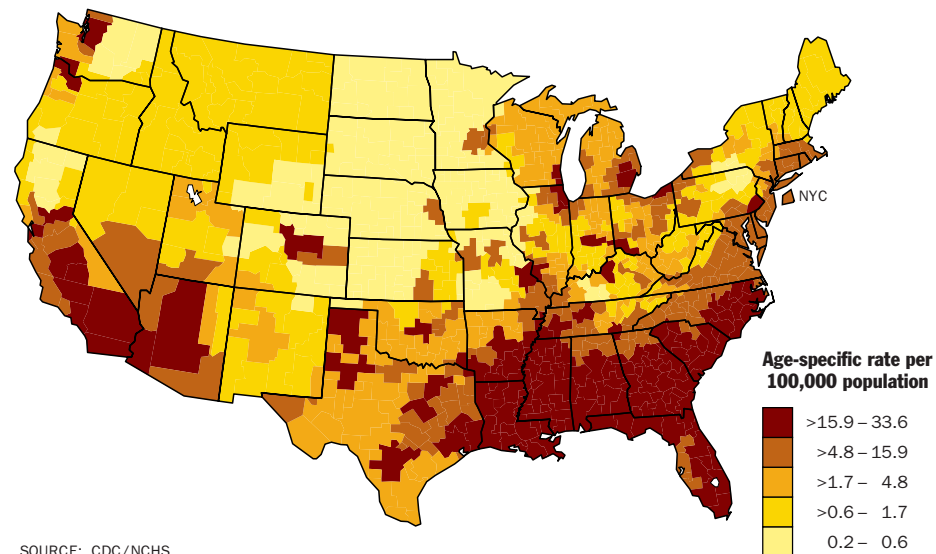 NYC
Age-specific rate per
100,000 population
>15.9 – 33.6
>4.8 – 15.9
>1.7 – 4.8
>0.6 – 1.7
0.2 – 0.6
SOURCE: CDC/NCHS